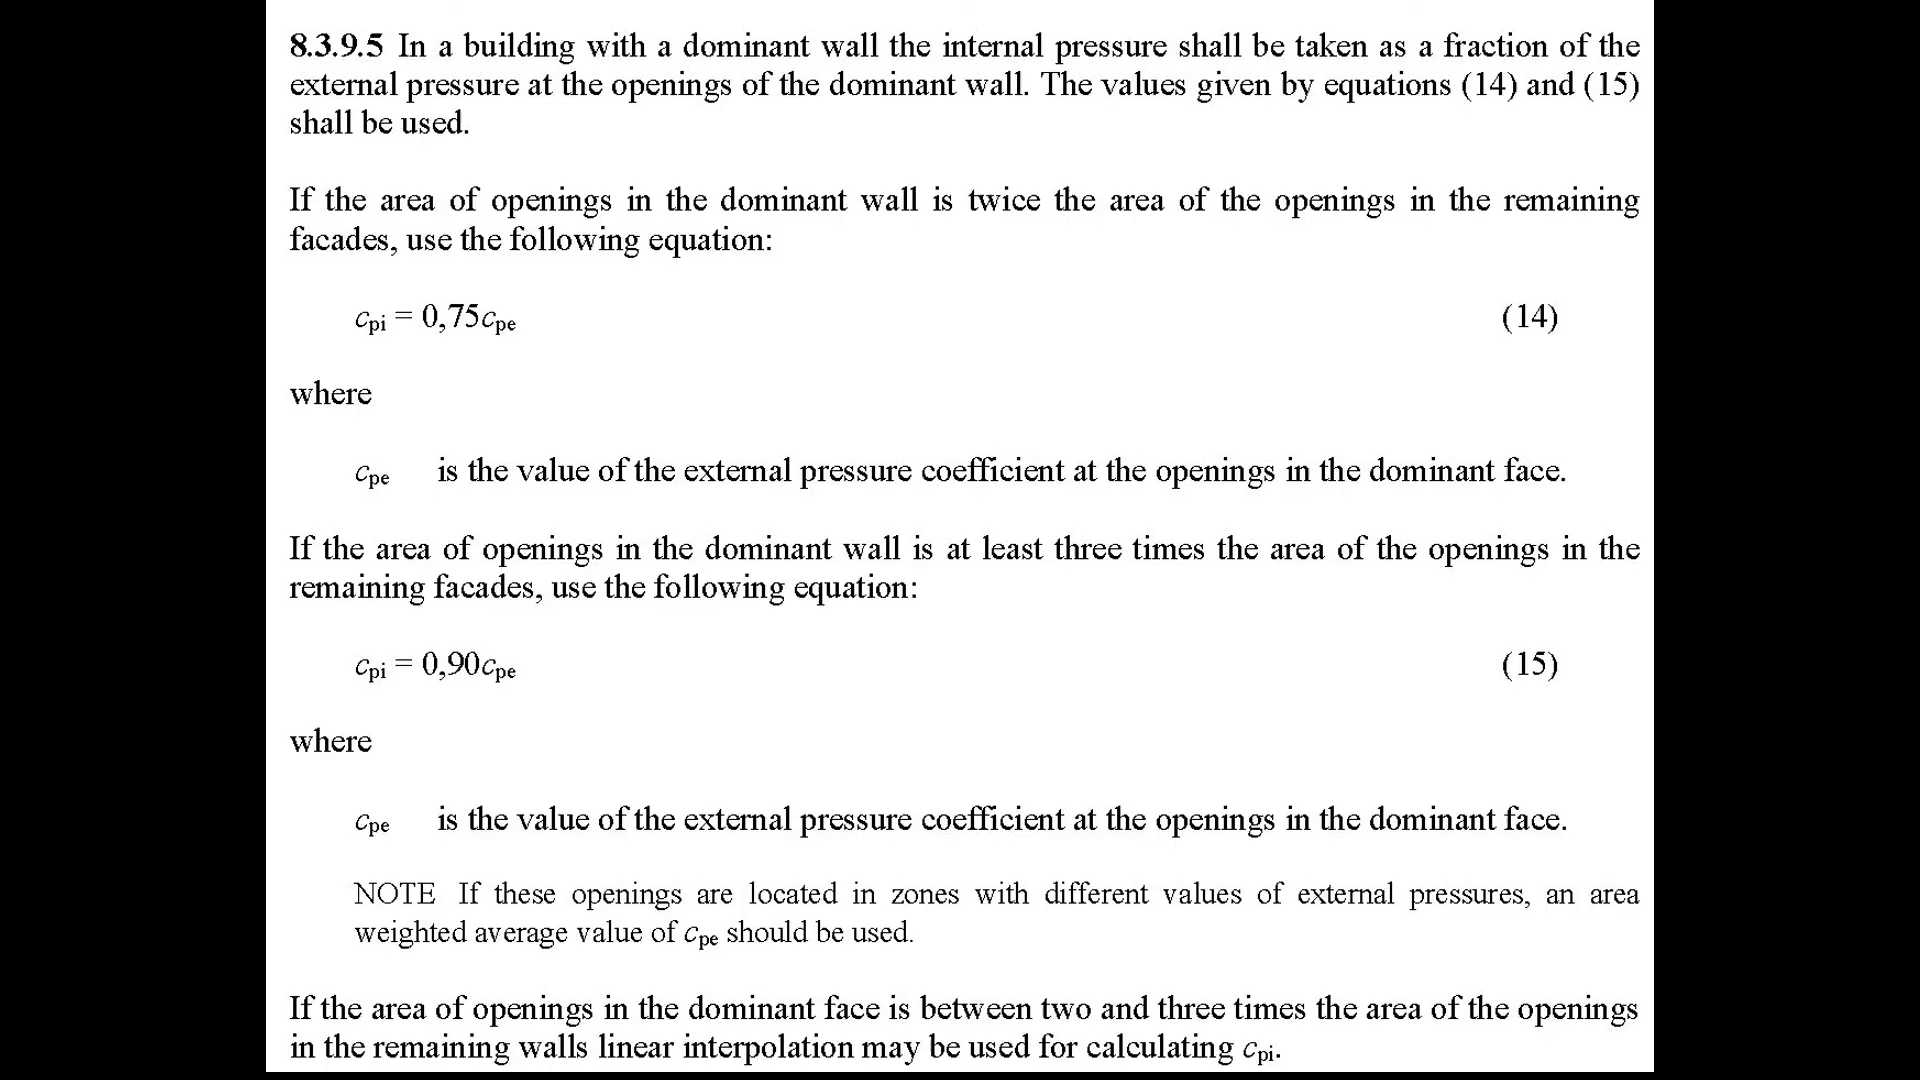 8.3.9.5 In a building with a dominant wall the internal pressure shall be taken as a fraction of the
external pressure at the openings of the dominant wall. The values given by equations (14) and (15)
shall be used.
If the area of openings in the dominant wall is twice the area of the openings in the remaining
facades, use the following equation:
cpi = 0,75cpe (14)
where
cpe is the value of the external pressure coefficient at the openings in the dominant face.
If the area of openings in the dominant wall is at least three times the area of the openings in the
remaining facades, use the following equation:
cpi = 0,90cpe (15)
where
cpe is the value of the external pressure coefficient at the openings in the dominant face.
NOTE If these openings are located in zones with different values of external pressures, an area
weighted average value of cpe should be used.
If the area of openings in the dominant face is between two and three times the area of the openings
in the remaining walls linear interpolation may be used for calculating cpi.